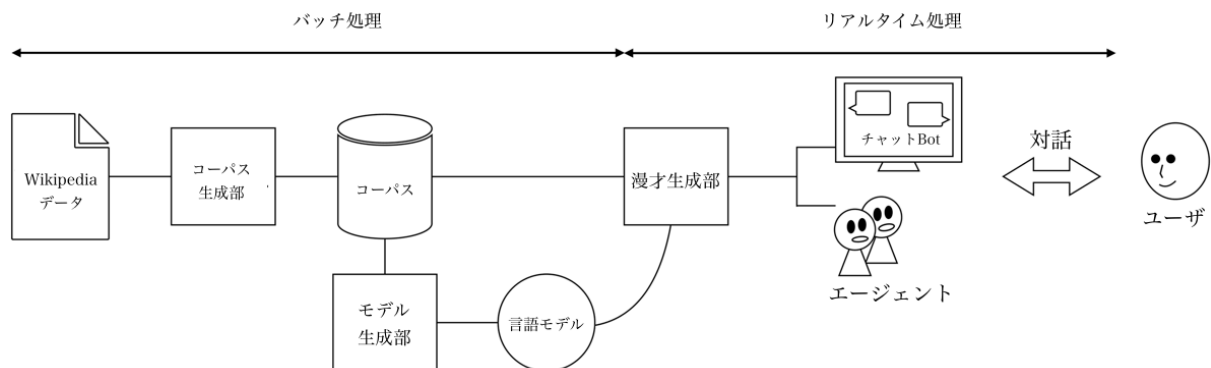 バッチ処理
リアルタイム処理
Wikipedia
データ
コーパス
生成部
コーパス
漫才生成部
チャットBot
対話
ユーザ
エージェント
モデル
生成部
言語モデル